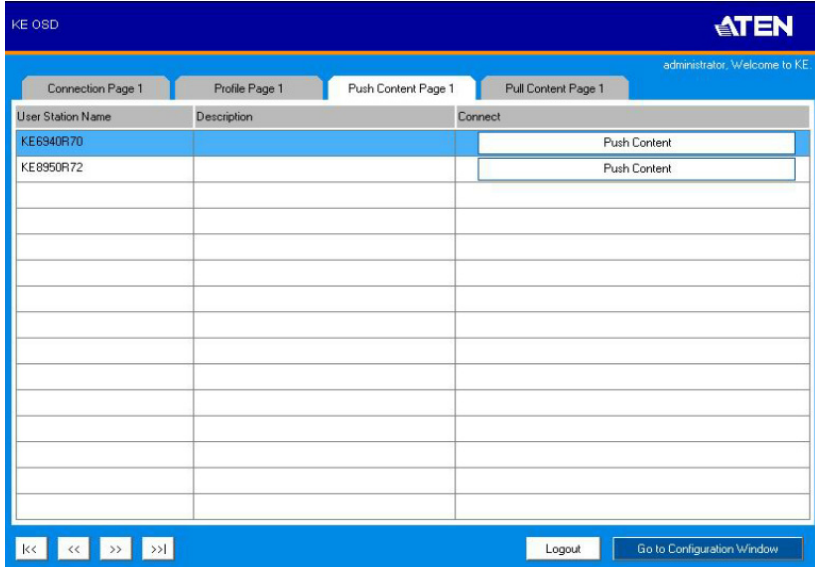 KE OSD
ATEN
administrator, Welcome to KE.
Connection Page 1 Profile Page 1 Push Content Page 1 Pull Content Page 1
User Station Name Description Connect
KE6940R70 Push Content
KE8950R72 Push Content
|<< << >> >>| Logout Go to Configuration Window